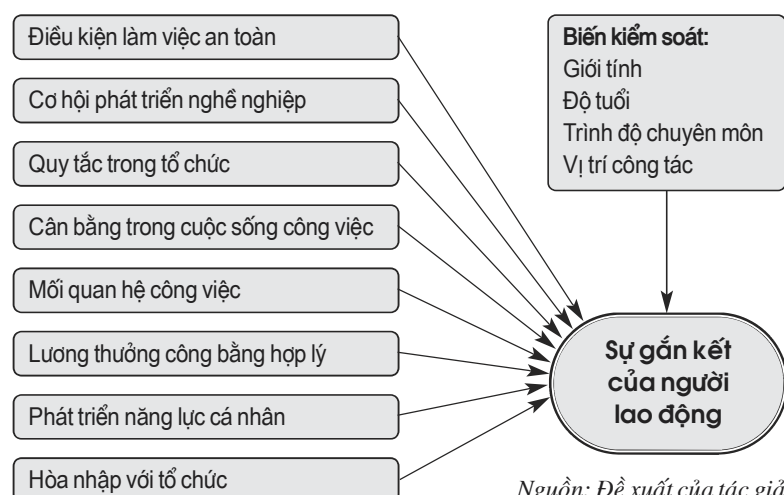 Điều kiện làm việc an toàn
Cơ hội phát triển nghề nghiệp
Quy tắc trong tổ chức
Cân bằng trong cuộc sống công việc
Mối quan hệ công việc
Lương thưởng công bằng hợp lý
Phát triển năng lực cá nhân
Hòa nhập với tổ chức
Biến kiểm soát:
Giới tính
Độ tuổi
Trình độ chuyên môn
Vị trí công tác
Sự gắn kết
của người
lao động
Nguồn: Đề xuất của tác giả